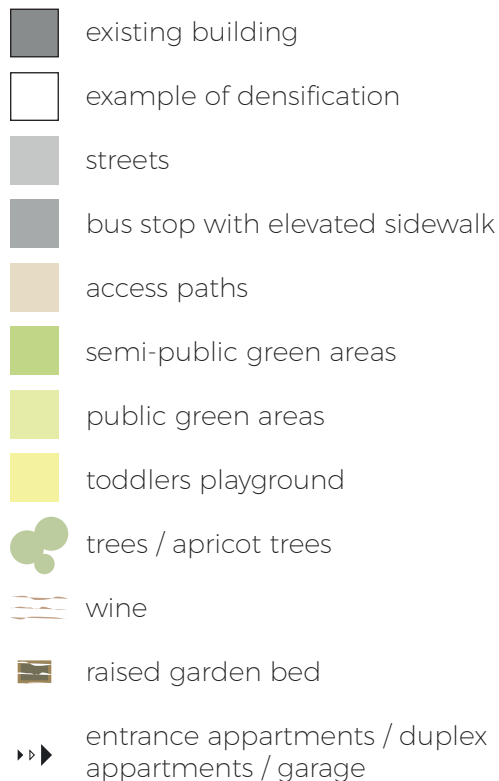 existing building
example of densification
streets
bus stop with elevated sidewalk
access paths
semi-public green areas
public green areas
toddlers playground
trees / apricot trees
wine
raised garden bed
entrance appartments / duplex
appartments / garage